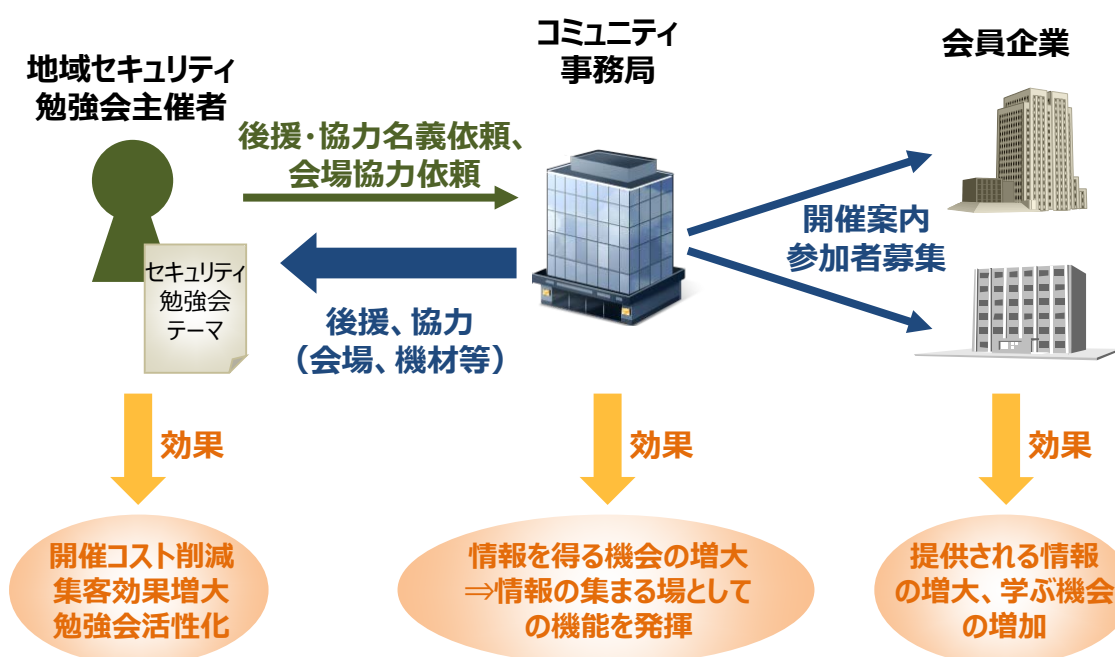 地域セキュリティ
勉強会主催者
コミュニティ
事務局
会員企業
後援・協力名義依頼、
会場協力依頼
セキュリティ
勉強会
テーマ
後援、協力
（会場、機材等）
開催案内
参加者募集
効果
効果
効果
開催コスト削減
集客効果増大
勉強会活性化
情報を得る機会の増大
⇒情報の集まる場として
の機能を発揮
提供される情報
の増大、学ぶ機会
の増加